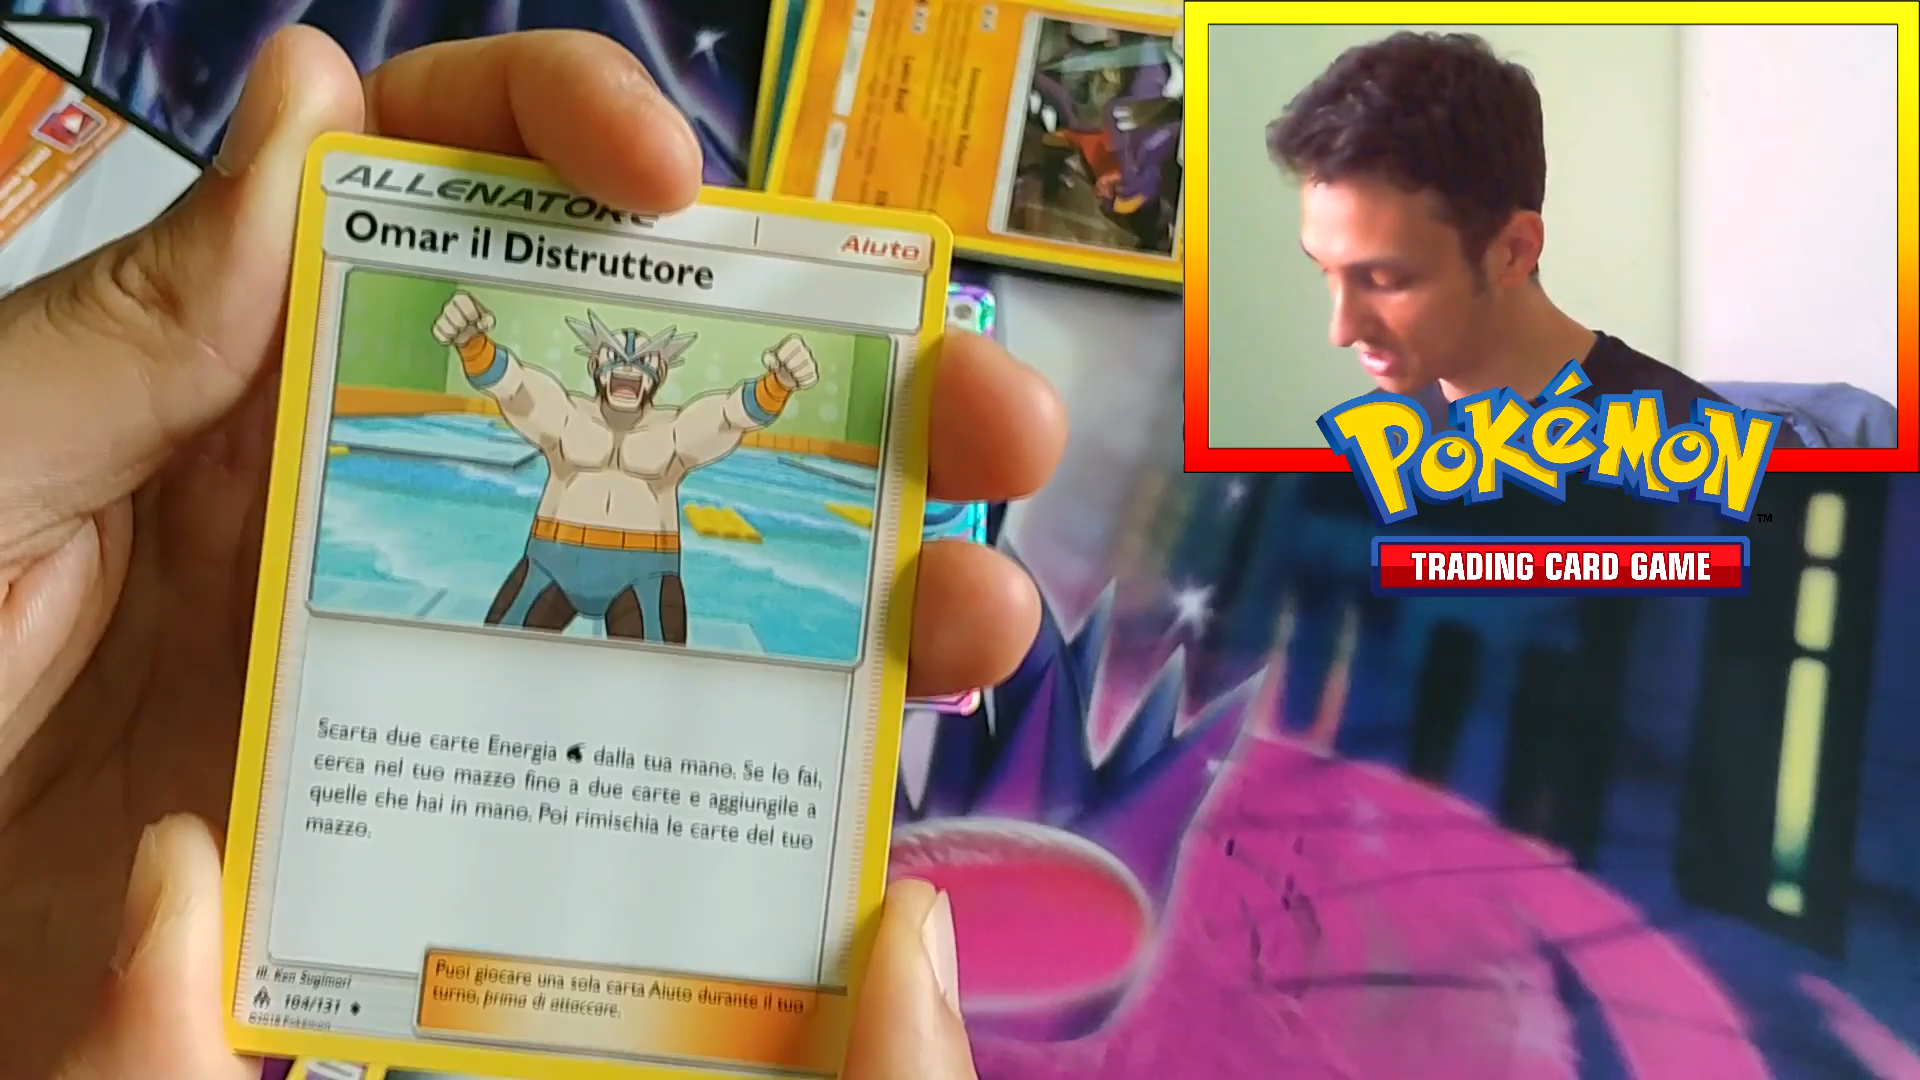 ALLENATORE
Omar il Distruttore
Aiuto
Scarta due carte Energia dalla tua mano. Se lo fai,
cerca nel tuo mazzo fino a due carte e aggiungile a
quelle che hai in mano. Poi rimischia le carte del tuo
mazzo.
Puoi giocare una sola carta Aiuto durante il tuo
turno, prima di attaccare.
Ill. Ken Sugimori
104/131
©2018 Pokémon
POKéMON
TM
TRADING CARD GAME